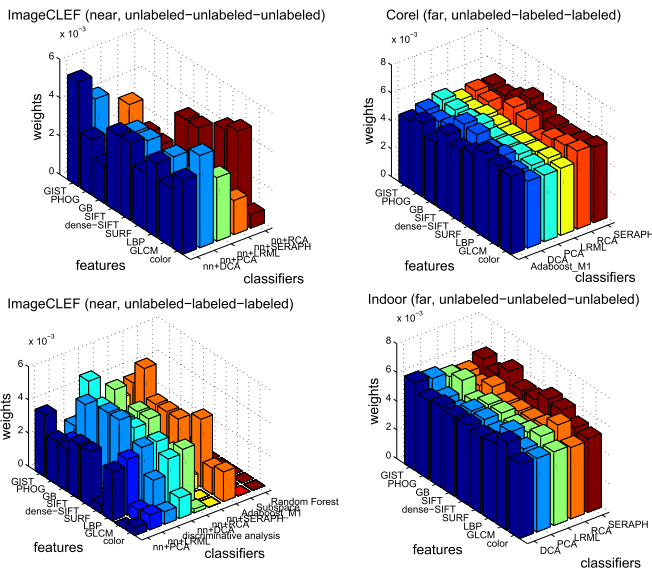 ImageCLEF (near, unlabeled−unlabeled−unlabeled)
x 10−3
6
4
2
0
weights
GIST
PHOG
GB
SIFT
dense−SIFT
SURF
LBP
GLCM
color
features
nn+RCA
nn+SERAPH
nn+LRML
nn+PCA
nn+DCA
classifiers
Corel (far, unlabeled−labeled−labeled)
x 10−3
8
6
4
2
0
weights
GIST
PHOG
GB
SIFT
dense−SIFT
SURF
LBP
GLCM
color
features
SERAPH
RCA
LRML
PCA
DCA
Adaboost_M1
classifiers
ImageCLEF (near, unlabeled−labeled−labeled)
x 10−3
6
4
2
0
weights
GIST
PHOG
GB
SIFT
dense−SIFT
SURF
LBP
GLCM
color
features
Random Forest
Subspace
Adaboost_M1
nn+SERAPH
nn+RCA
nn+DCA
discriminative analysis
nn+LRML
nn+PCA
classifiers
Indoor (far, unlabeled−unlabeled−unlabeled)
x 10−3
8
6
4
2
0
weights
GIST
PHOG
GB
SIFT
dense−SIFT
SURF
LBP
GLCM
color
features
SERAPH
RCA
LRML
PCA
DCA
classifiers